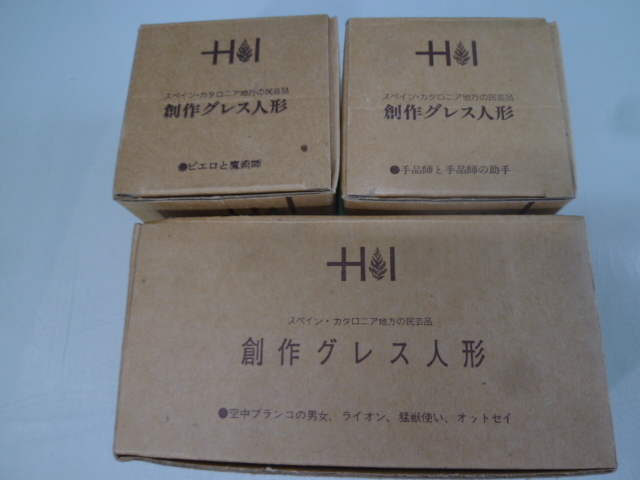 HI
スペイン・カタロニア地方の民芸品
創作グレス人形
●ピエロと魔術師
HI
スペイン・カタロニア地方の民芸品
創作グレス人形
●手品師と手品師の助手
HI
スペイン・カタロニア地方の民芸品
創作グレス人形
●空中ブランコの男女、ライオン、猛獣使い、オットセイ